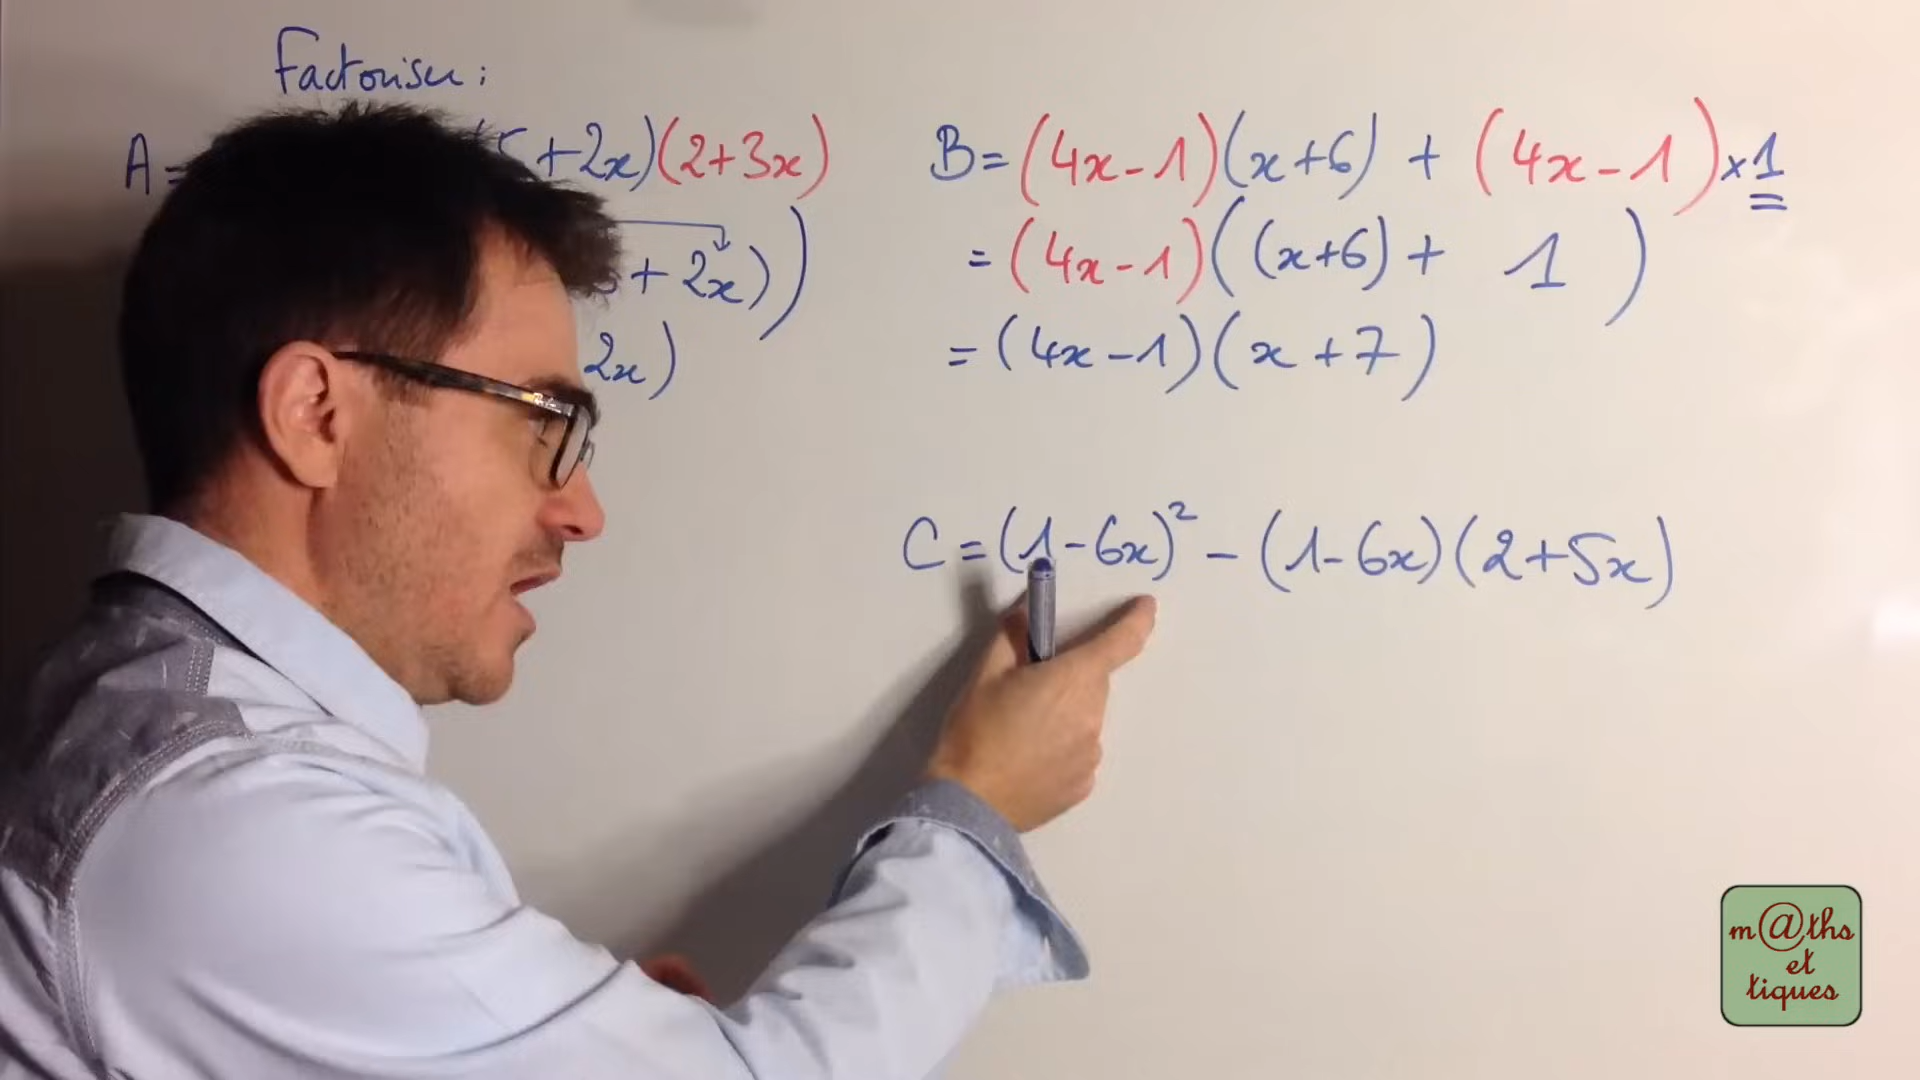 Factoriser :
A = +2x)(2+3x)
+ 2x))
2x)
B = (4x-1)(x+6) + (4x-1)×1
= (4x-1)((x+6) + 1)
= (4x-1)(x+7)
C = (1-6x)² - (1-6x)(2+5x)
m@ths
et
tiques